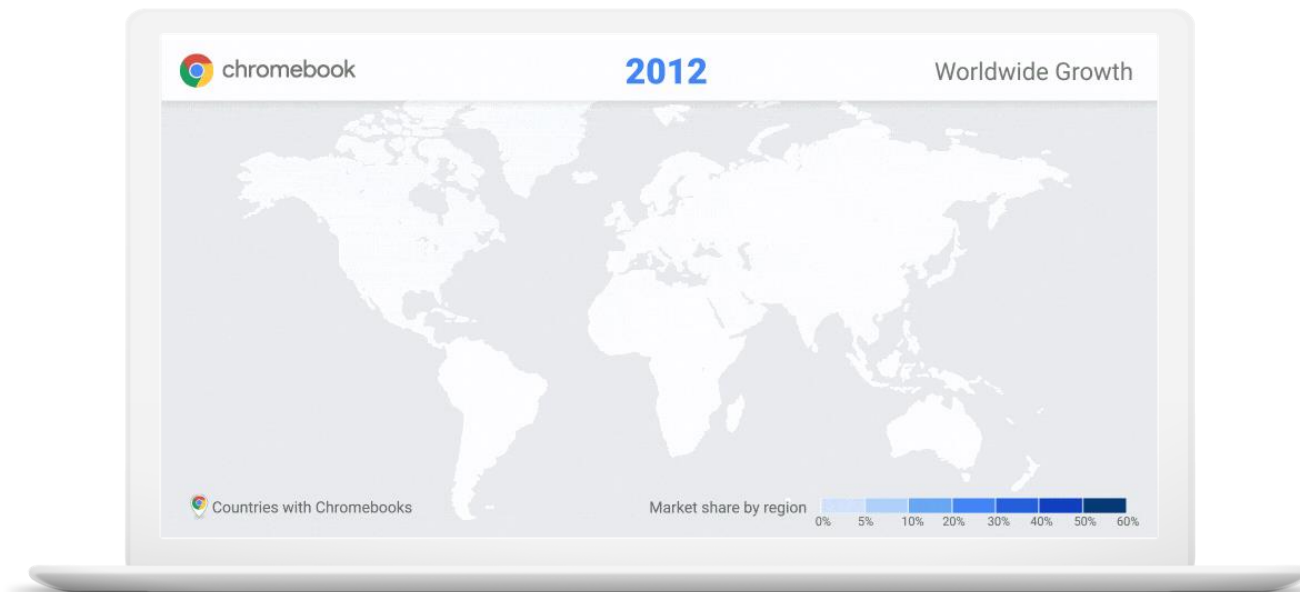 chromebook
2012
Worldwide Growth
Countries with Chromebooks
Market share by region
0% 5% 10% 20% 30% 40% 50% 60%